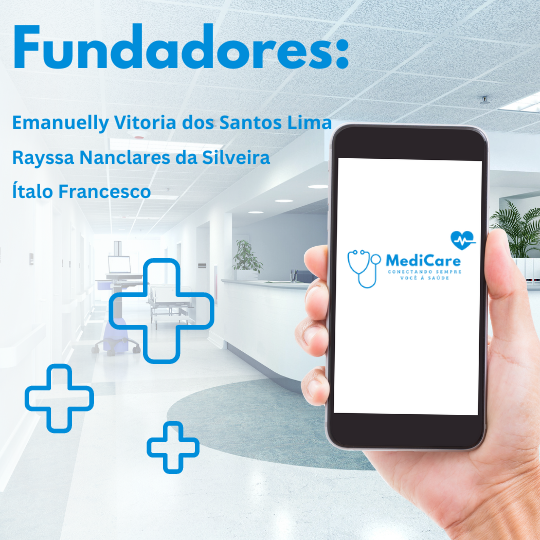 Fundadores:
Emanuelly Vitoria dos Santos Lima
Rayssa Nanclares da Silveira
Ítalo Francesco
MediCare
CONECTANDO SEMPRE
VOCÊ À SAÚDE